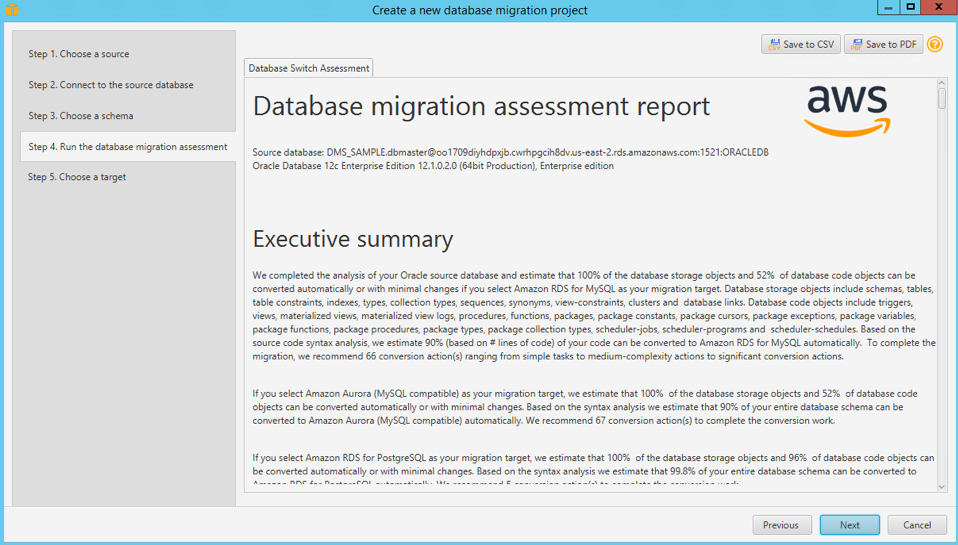 Create a new database migration project
Step 1. Choose a source
Step 2. Connect to the source database
Step 3. Choose a schema
Step 4. Run the database migration assessment
Step 5. Choose a target
CSV Save to CSV
PDF Save to PDF
?
Database Switch Assessment
Database migration assessment report
aws
Source database: DMS_SAMPLE.dbmaster@oo1709diyhdpxjb.cwrhpgcih8dv.us-east-2.rds.amazonaws.com:1521:ORACLEDB
Oracle Database 12c Enterprise Edition 12.1.0.2.0 (64bit Production), Enterprise edition
Executive summary
We completed the analysis of your Oracle source database and estimate that 100% of the database storage objects and 52% of database code objects can be
converted automatically or with minimal changes if you select Amazon RDS for MySQL as your migration target. Database storage objects include schemas, tables,
table constraints, indexes, types, collection types, sequences, synonyms, view-constraints, clusters and database links. Database code objects include triggers,
views, materialized views, materialized view logs, procedures, functions, packages, package constants, package cursors, package exceptions, package variables,
package functions, package procedures, package types, package collection types, scheduler-jobs, scheduler-programs and scheduler-schedules. Based on the
source code syntax analysis, we estimate 90% (based on # lines of code) of your code can be converted to Amazon RDS for MySQL automatically. To complete the
migration, we recommend 66 conversion action(s) ranging from simple tasks to medium-complexity actions to significant conversion actions.
If you select Amazon Aurora (MySQL compatible) as your migration target, we estimate that 100% of the database storage objects and 52% of database code
objects can be converted automatically or with minimal changes. Based on the syntax analysis we estimate that 90% of your entire database schema can be
converted to Amazon Aurora (MySQL compatible) automatically. We recommend 67 conversion action(s) to complete the conversion work.
If you select Amazon RDS for PostgreSQL as your migration target, we estimate that 100% of the database storage objects and 96% of database code objects can
be converted automatically or with minimal changes. Based on the syntax analysis we estimate that 99.8% of your entire database schema can be converted to
Amazon RDS for PostgreSQL automatically. We recommend 5 conversion action(s) to complete the conversion work.
Previous
Next
Cancel